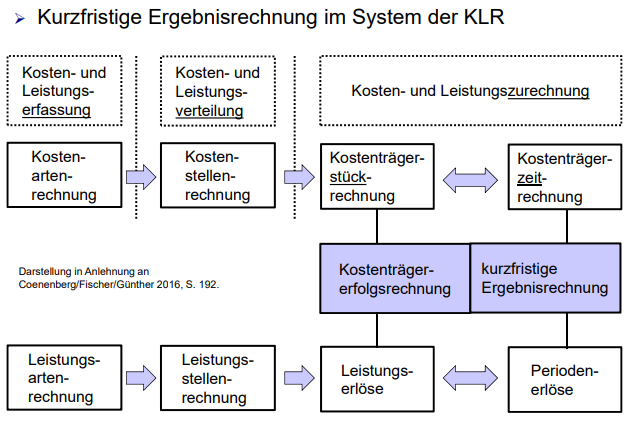 Kurzfristige Ergebnisrechnung im System der KLR
Kosten- und
Leistungs-
erfassung
Kosten- und
Leistungs-
verteilung
Kosten- und Leistungszurechnung
Kosten-
arten-
rechnung
Kosten-
stellen-
rechnung
Kostenträger-
stück-
rechnung
Kostenträger-
zeit-
rechnung
Darstellung in Anlehnung an
Coenenberg/Fischer/Günther 2016, S. 192.
Kostenträger-
erfolgsrechnung
kurzfristige
Ergebnisrechnung
Leistungs-
arten-
rechnung
Leistungs-
stellen-
rechnung
Leistungs-
erlöse
Perioden-
erlöse